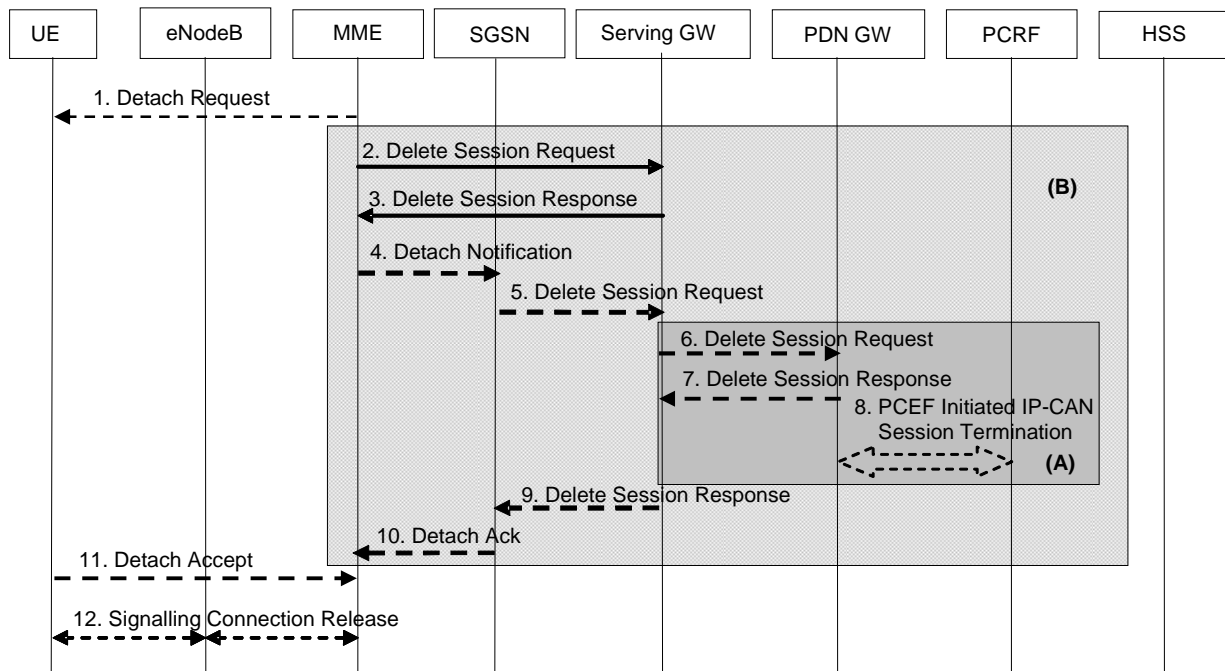 UE
eNodeB
MME
SGSN
Serving GW
PDN GW
PCRF
HSS
1. Detach Request
2. Delete Session Request
(B)
3. Delete Session Response
4. Detach Notification
5. Delete Session Request
6. Delete Session Request
7. Delete Session Response
8. PCEF Initiated IP-CAN
Session Termination
(A)
9. Delete Session Response
10. Detach Ack
11. Detach Accept
12. Signalling Connection Release